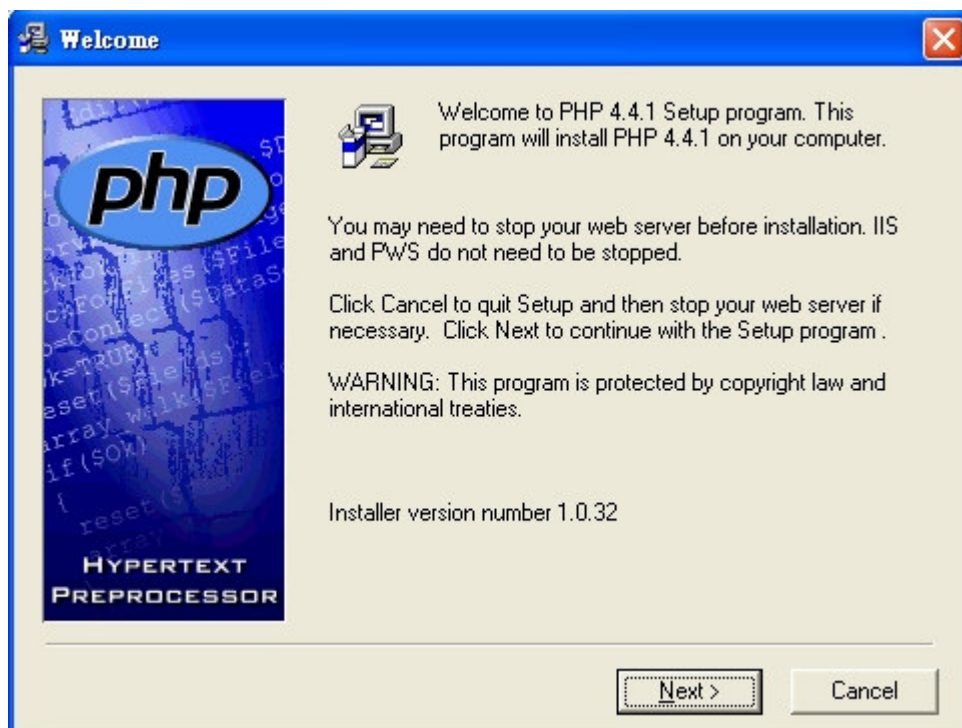 Welcome
Welcome to PHP 4.4.1 Setup program. This
program will install PHP 4.4.1 on your computer.
You may need to stop your web server before installation. IIS
and PWS do not need to be stopped.
Click Cancel to quit Setup and then stop your web server if
necessary.  Click Next to continue with the Setup program .
WARNING: This program is protected by copyright law and
international treaties.
Installer version number 1.0.32
php
HYPERTEXT
PREPROCESSOR
Next >
Cancel